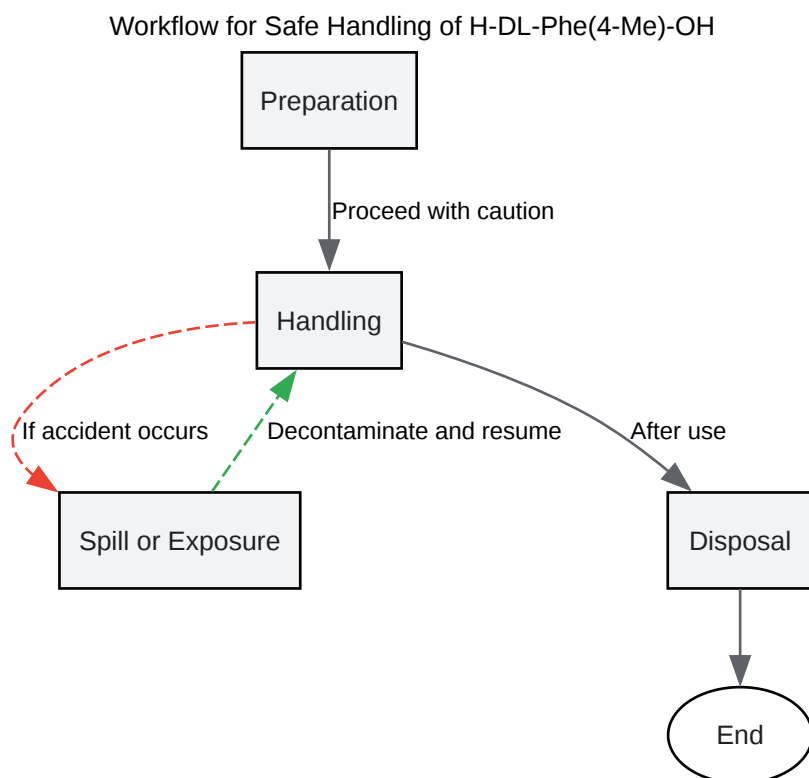 Workflow for Safe Handling of H-DL-Phe(4-Me)-OH
Preparation
Proceed with caution
Handling
If accident occurs
Decontaminate and resume
After use
Spill or Exposure
Disposal
End